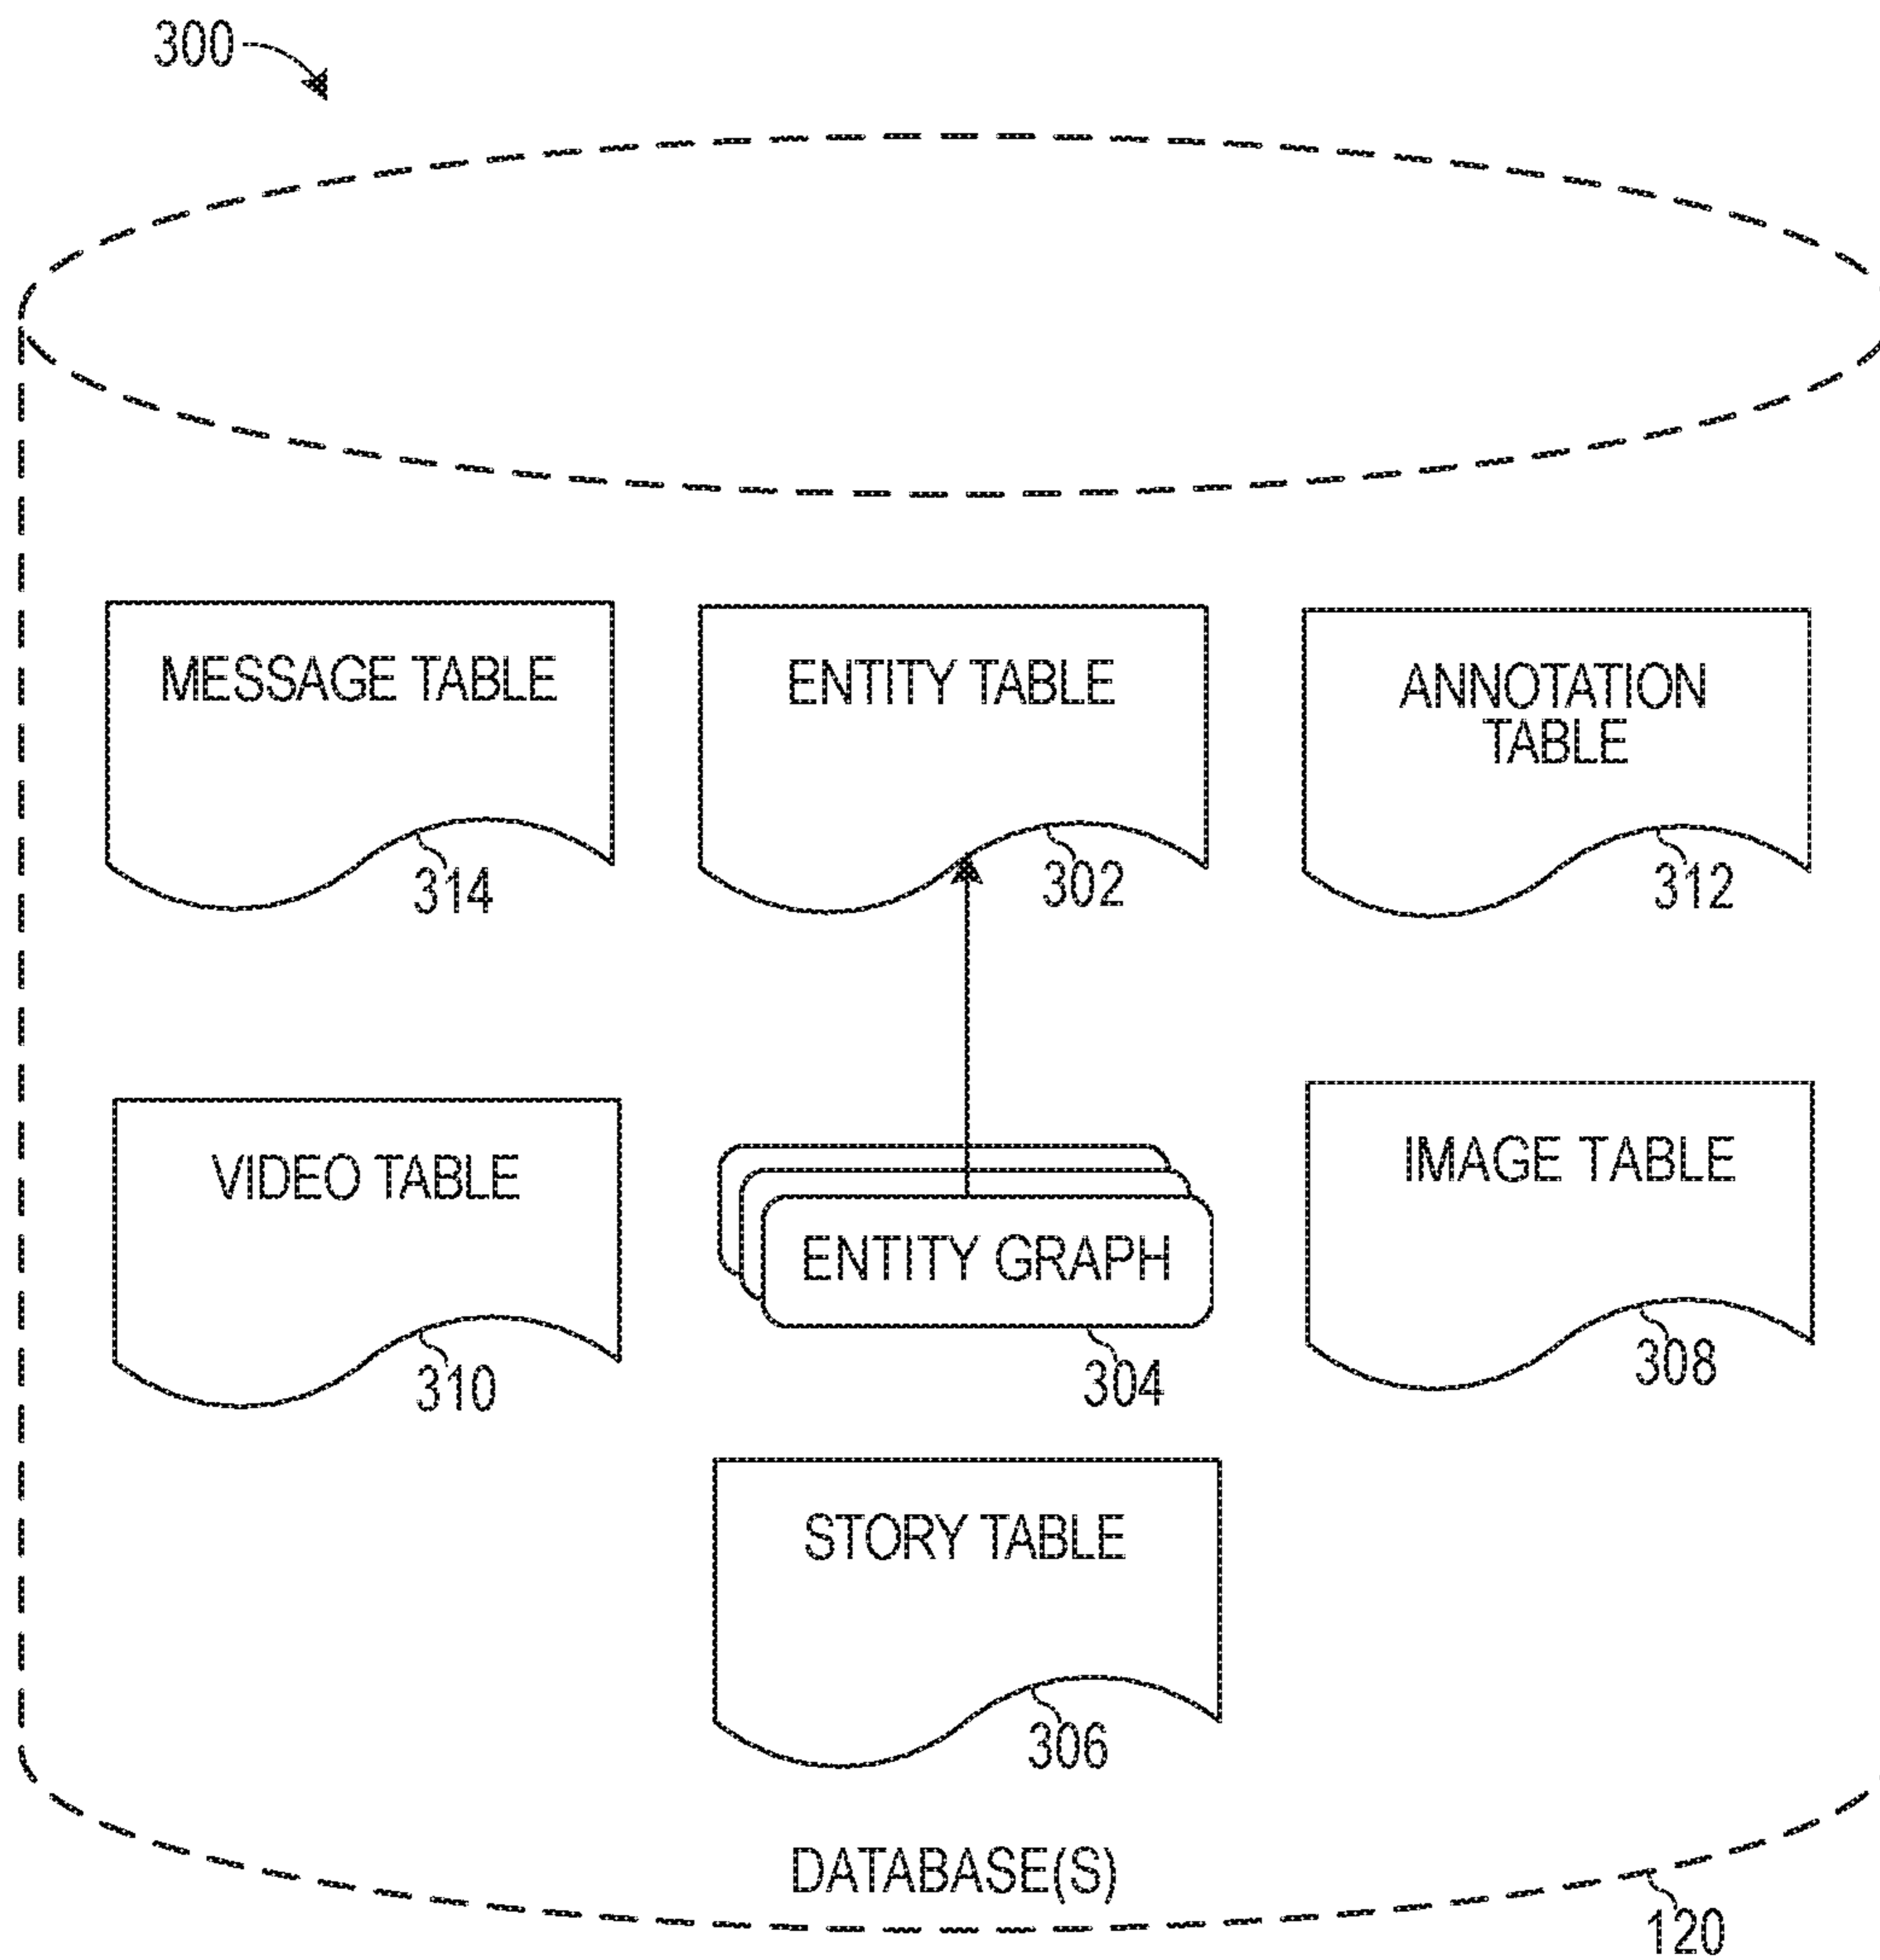 300
MESSAGE TABLE
314
ENTITY TABLE
302
ANNOTATION
TABLE
312
VIDEO TABLE
310
ENTITY GRAPH
304
IMAGE TABLE
308
STORY TABLE
306
DATABASE(S)
120